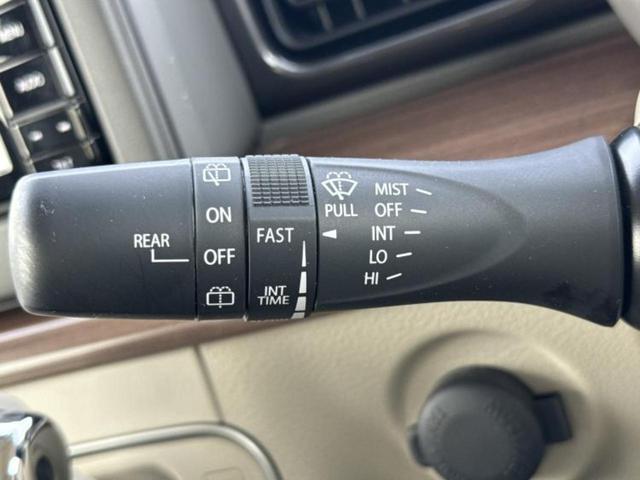 REAR
ON
OFF
FAST
INT
TIME
PULL
MIST
OFF
INT
LO
HI